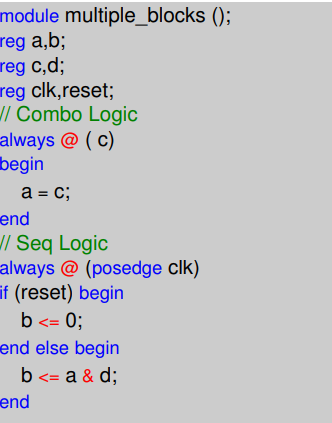 module multiple_blocks ();
reg a,b;
reg c,d;
reg clk,reset;
// Combo Logic
always @ ( c)
begin
a = c;
end
// Seq Logic
always @ (posedge clk)
if (reset) begin
b <= 0;
end else begin
b <= a & d;
end